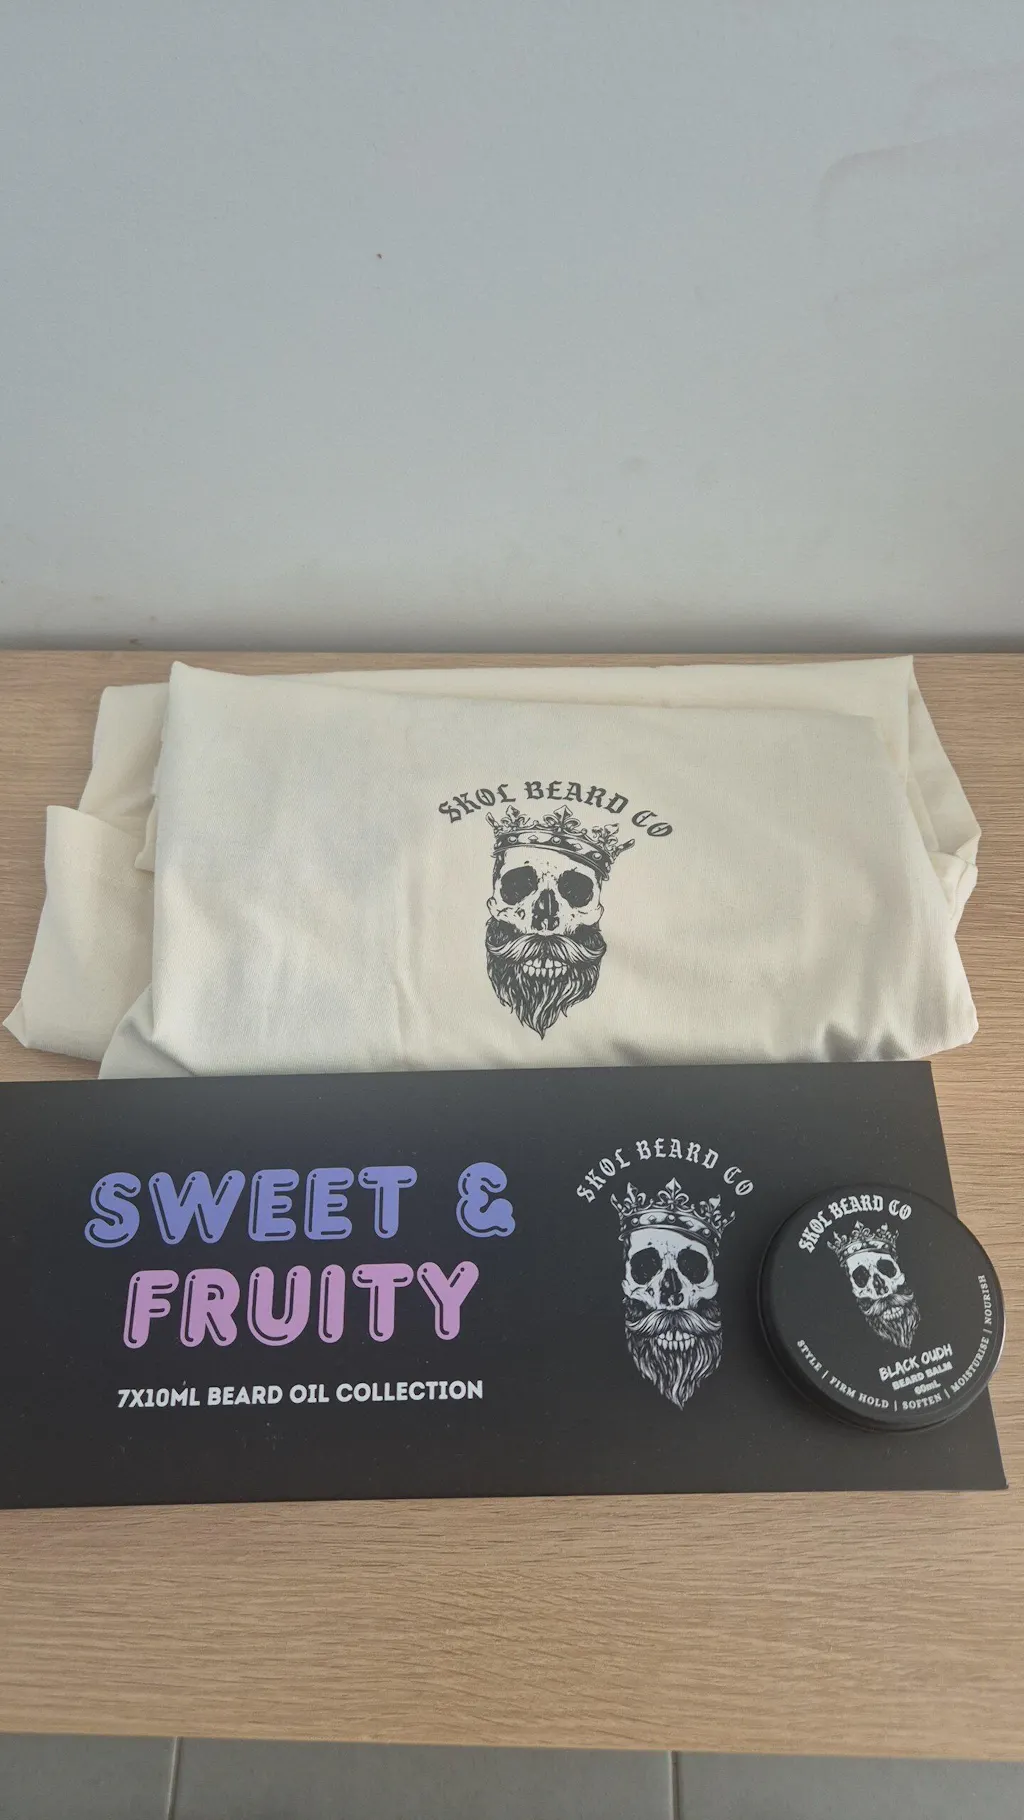 SKOL BEARD CO
SWEET &
FRUITY
7X10ML BEARD OIL COLLECTION
SKOL BEARD CO
SKOL BEARD CO
BLACK OUDH
BEARD BALM
60mL
STYLE | FIRM HOLD | SOFTEN | MOISTURISE | NOURISH